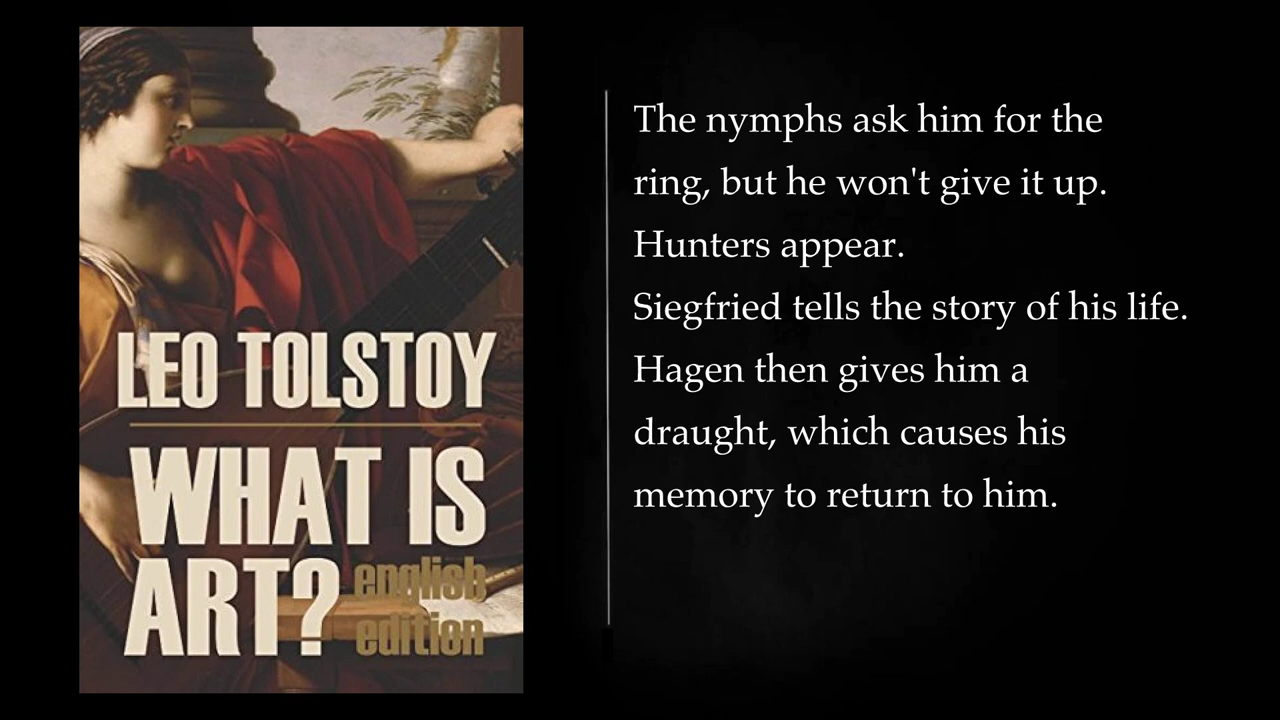 LEO TOLSTOY
WHAT IS
ART?
english
edition
The nymphs ask him for the
ring, but he won't give it up.
Hunters appear.
Siegfried tells the story of his life.
Hagen then gives him a
draught, which causes his
memory to return to him.